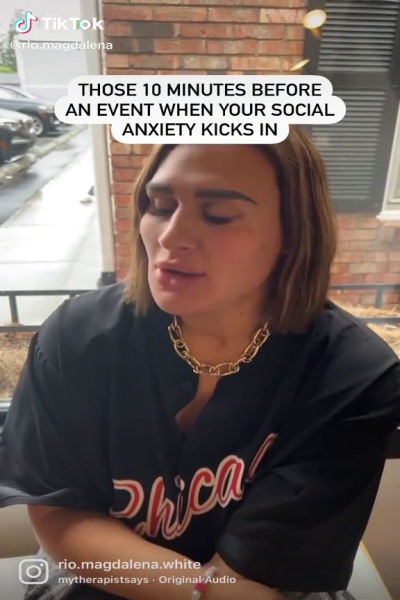 TikTok
@rio.magdalena
THOSE 10 MINUTES BEFORE
AN EVENT WHEN YOUR SOCIAL
ANXIETY KICKS IN
Chicag
rio.magdalena.white
mytherapistsays · Original Audio